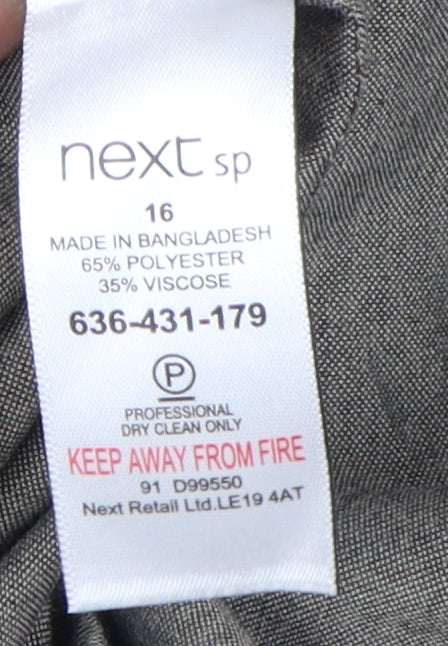 next sp
16
MADE IN BANGLADESH
65% POLYESTER
35% VISCOSE
636-431-179
P
PROFESSIONAL
DRY CLEAN ONLY
KEEP AWAY FROM FIRE
91 D99550
Next Retail Ltd.LE19 4AT